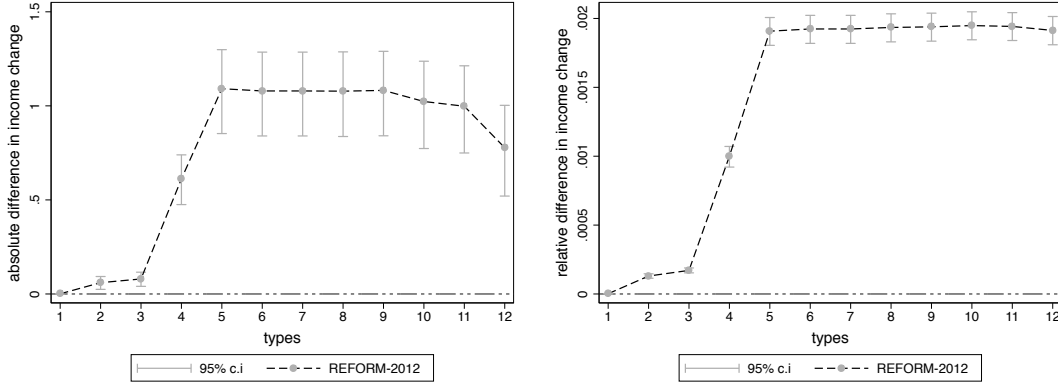 absolute difference in income change
1.5
1
.5
0
1 2 3 4 5 6 7 8 9 10 11 12
types
95% c.i REFORM-2012
relative difference in income change
.002
.0015
.001
.0005
0
1 2 3 4 5 6 7 8 9 10 11 12
types
95% c.i REFORM-2012